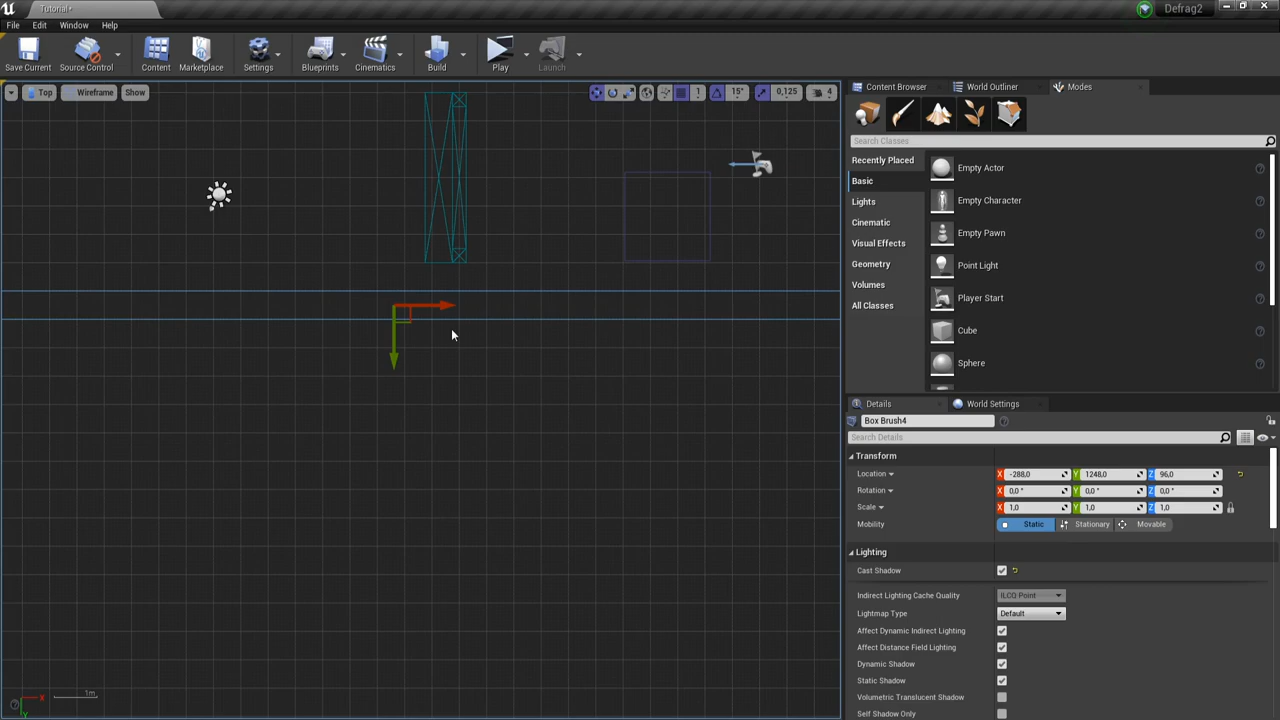 Tutorial*
Defrag2
File Edit Window Help
Save Current Source Control Content Marketplace Settings Blueprints Cinematics Build Play Launch
Top Wireframe Show 15° 0,125 4
Content Browser World Outliner Modes
Search Classes
Recently Placed
Basic
Lights
Cinematic
Visual Effects
Geometry
Volumes
All Classes
Empty Actor
Empty Character
Empty Pawn
Point Light
Player Start
Cube
Sphere
Details World Settings
Box Brush4
Search Details
Transform
Location X -288,0 Y 1248,0 Z 96,0
Rotation X 0,0 ° Y 0,0 ° Z 0,0 °
Scale X 1,0 Y 1,0 Z 1,0
Mobility Static Stationary Movable
Lighting
Cast Shadow
Indirect Lighting Cache Quality ILCQ Point
Lightmap Type Default
Affect Dynamic Indirect Lighting
Affect Distance Field Lighting
Dynamic Shadow
Static Shadow
Volumetric Translucent Shadow
Self Shadow Only
1m
X
Y